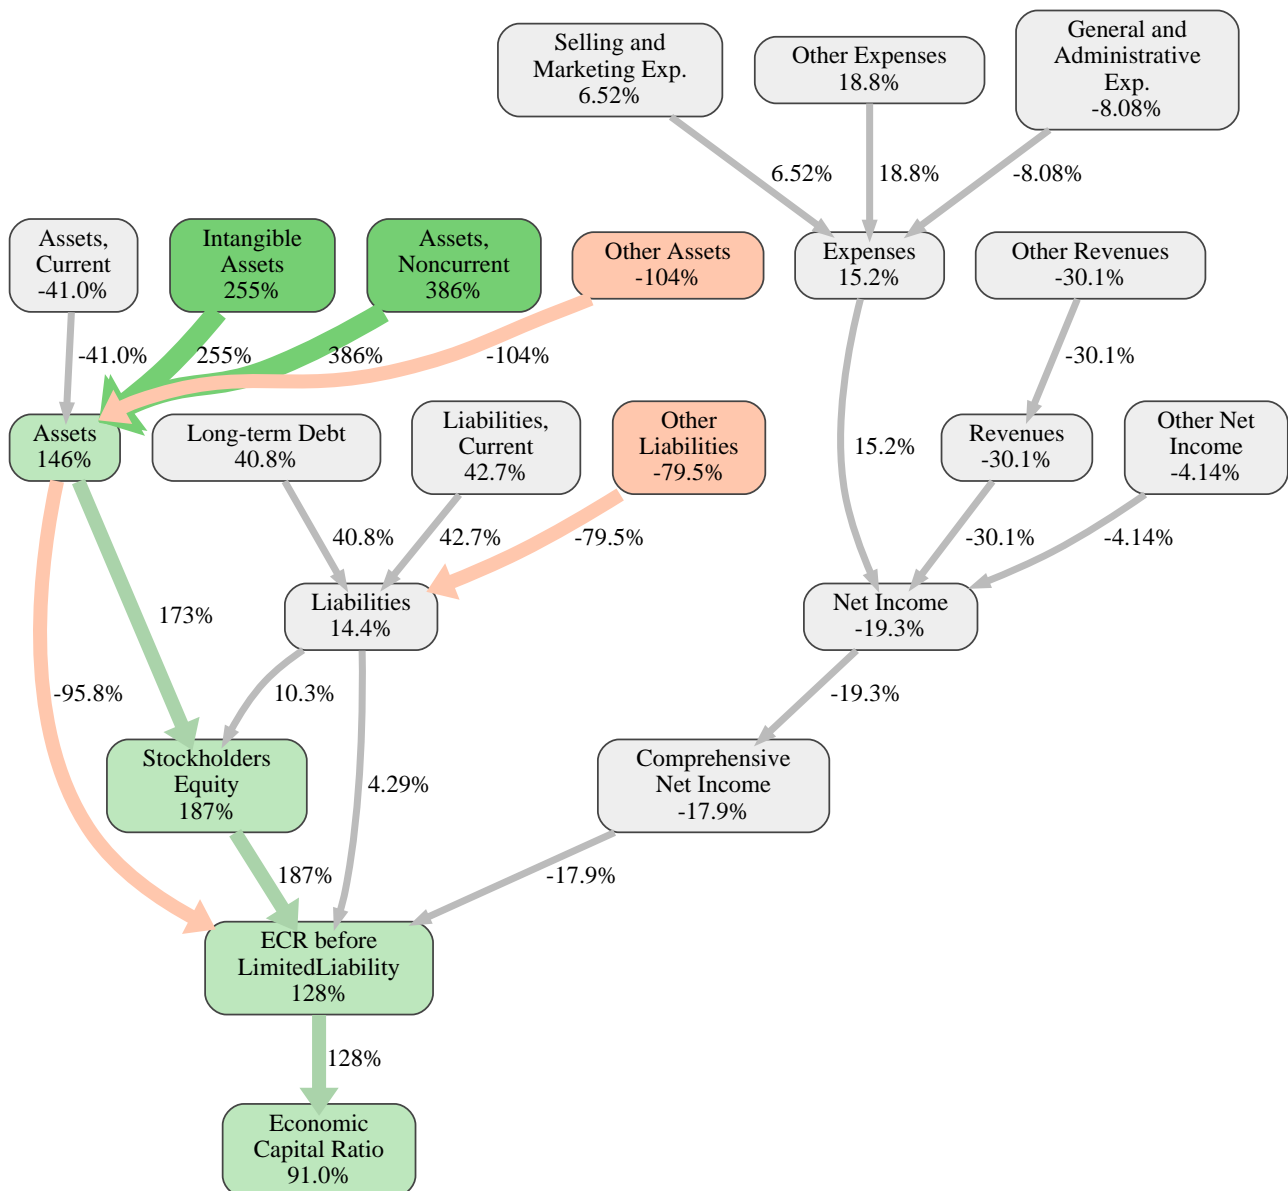 Selling and
Marketing Exp.
6.52%
Other Expenses
18.8%
General and
Administrative
Exp.
-8.08%
6.52%
18.8%
-8.08%
Assets,
Current
-41.0%
Intangible
Assets
255%
Assets,
Noncurrent
386%
Other Assets
-104%
Expenses
15.2%
Other Revenues
-30.1%
-41.0%
255%
386%
-104%
-30.1%
Assets
146%
Long-term Debt
40.8%
Liabilities,
Current
42.7%
Other
Liabilities
-79.5%
15.2%
Revenues
-30.1%
Other Net
Income
-4.14%
40.8%
42.7%
-79.5%
-30.1%
-4.14%
173%
Liabilities
14.4%
Net Income
-19.3%
-95.8%
10.3%
-19.3%
Stockholders
Equity
187%
4.29%
Comprehensive
Net Income
-17.9%
187%
-17.9%
ECR before
LimitedLiability
128%
128%
Economic
Capital Ratio
91.0%